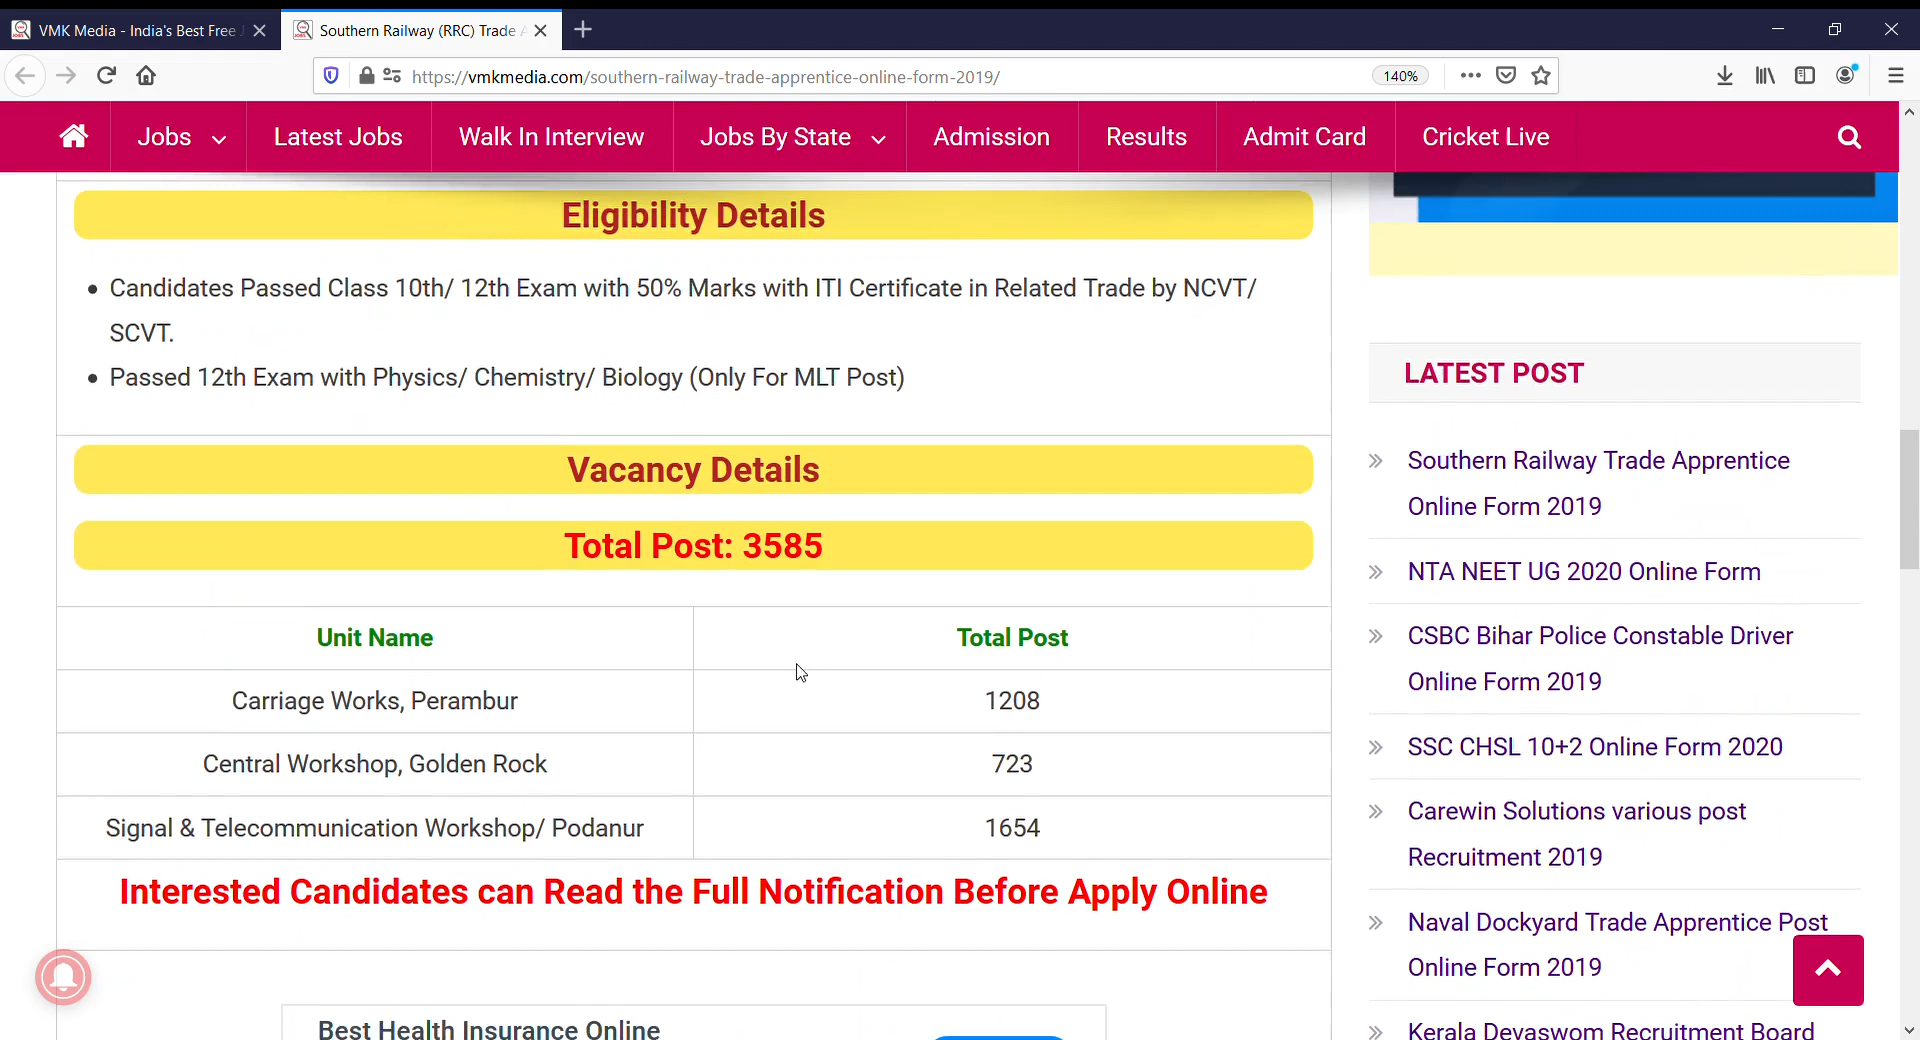 VMK Media - India's Best Free J
Southern Railway (RRC) Trade A
https://vmkmedia.com/southern-railway-trade-apprentice-online-form-2019/
140%
Jobs
Latest Jobs
Walk In Interview
Jobs By State
Admission
Results
Admit Card
Cricket Live
Eligibility Details
• Candidates Passed Class 10th/ 12th Exam with 50% Marks with ITI Certificate in Related Trade by NCVT/
SCVT.
• Passed 12th Exam with Physics/ Chemistry/ Biology (Only For MLT Post)
Vacancy Details
Total Post: 3585
Unit Name Total Post
Carriage Works, Perambur 1208
Central Workshop, Golden Rock 723
Signal & Telecommunication Workshop/ Podanur 1654
Interested Candidates can Read the Full Notification Before Apply Online
Best Health Insurance Online
LATEST POST
Southern Railway Trade Apprentice
Online Form 2019
NTA NEET UG 2020 Online Form
CSBC Bihar Police Constable Driver
Online Form 2019
SSC CHSL 10+2 Online Form 2020
Carewin Solutions various post
Recruitment 2019
Naval Dockyard Trade Apprentice Post
Online Form 2019
Kerala Devaswom Recruitment Board